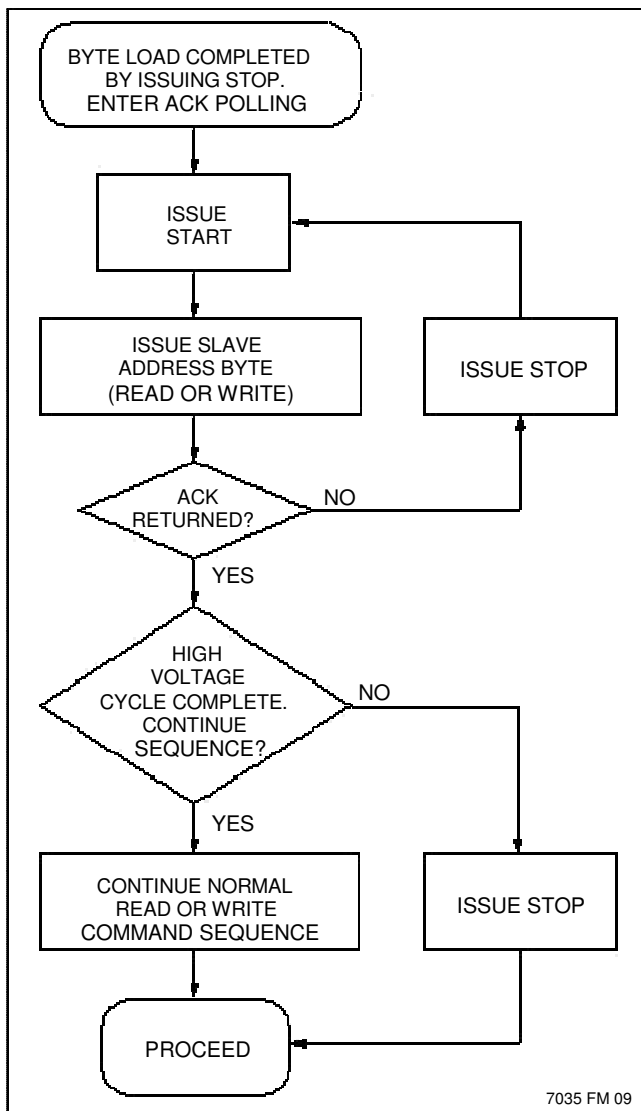 BYTE LOAD COMPLETED
BY ISSUING STOP.
ENTER ACK POLLING
ISSUE
START
ISSUE SLAVE
ADDRESS BYTE
(READ OR WRITE)
ISSUE STOP
ACK
RETURNED?
NO
YES
HIGH
VOLTAGE
CYCLE COMPLETE.
CONTINUE
SEQUENCE?
NO
YES
CONTINUE NORMAL
READ OR WRITE
COMMAND SEQUENCE
ISSUE STOP
PROCEED
7035 FM 09